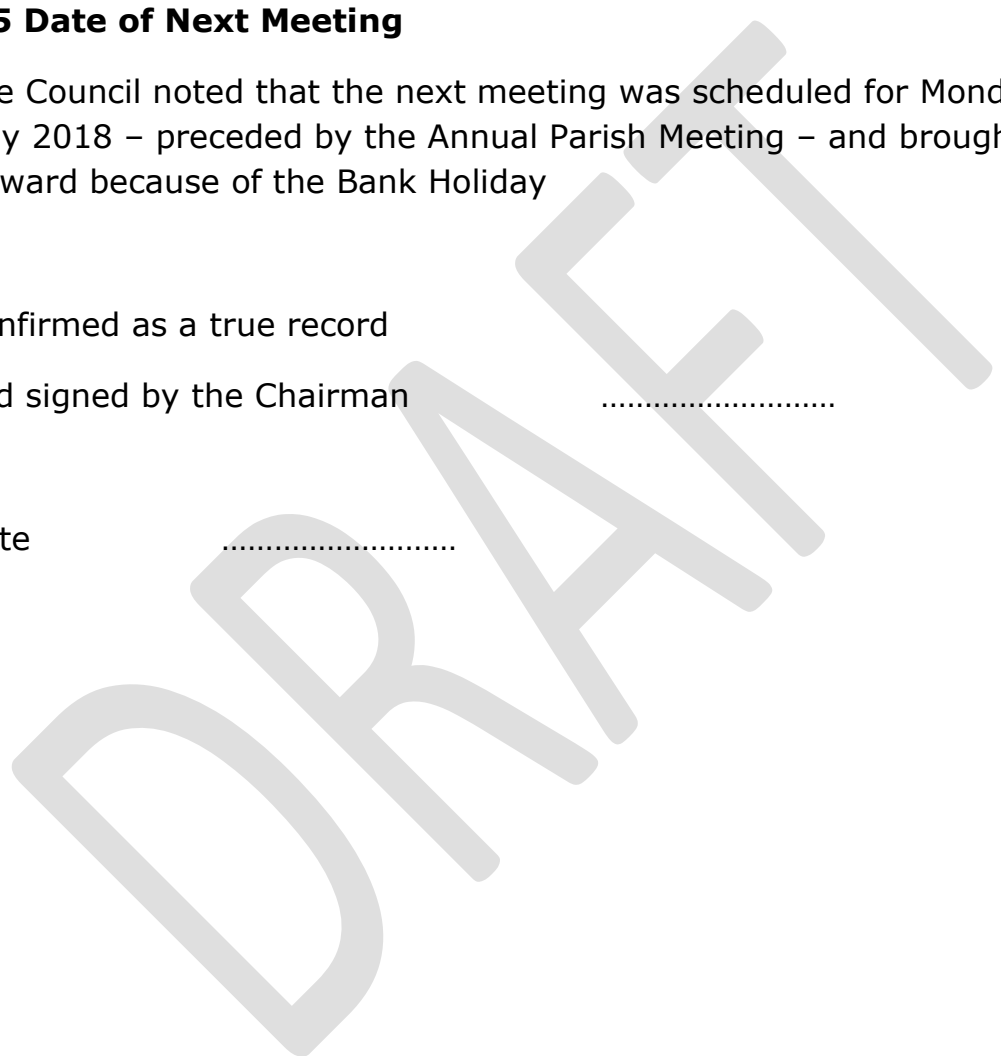 5 Date of Next Meeting
e Council noted that the next meeting was scheduled for Mond
y 2018 – preceded by the Annual Parish Meeting – and brough
ward because of the Bank Holiday
nfirmed as a true record
d signed by the Chairman ………………………
te ………………………
DRAFT